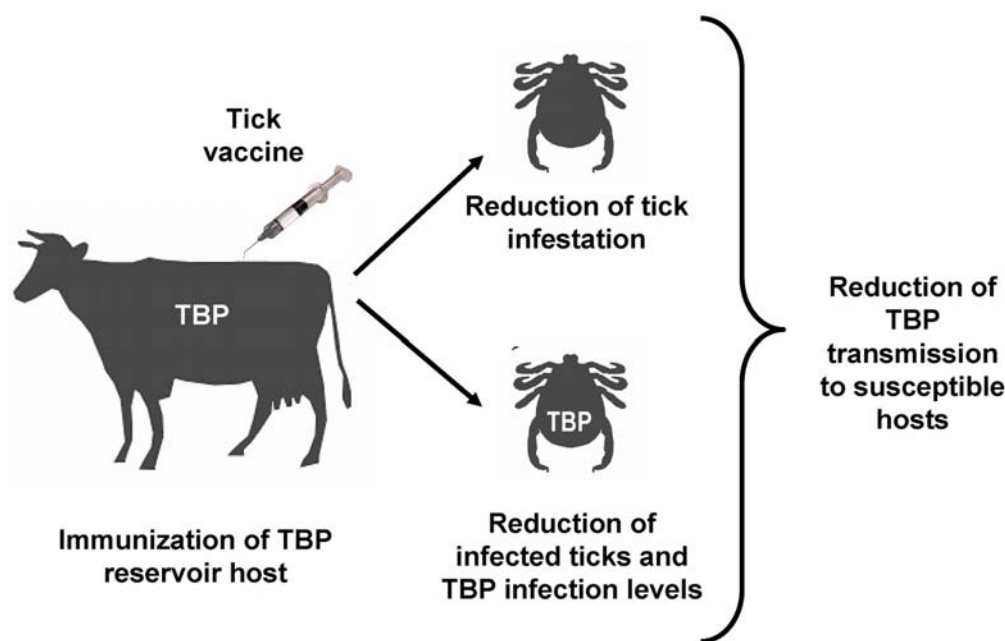 Tick
vaccine
TBP
Immunization of TBP
reservoir host
Reduction of tick
infestation
TBP
Reduction of
infected ticks and
TBP infection levels
Reduction of
TBP
transmission
to susceptible
hosts